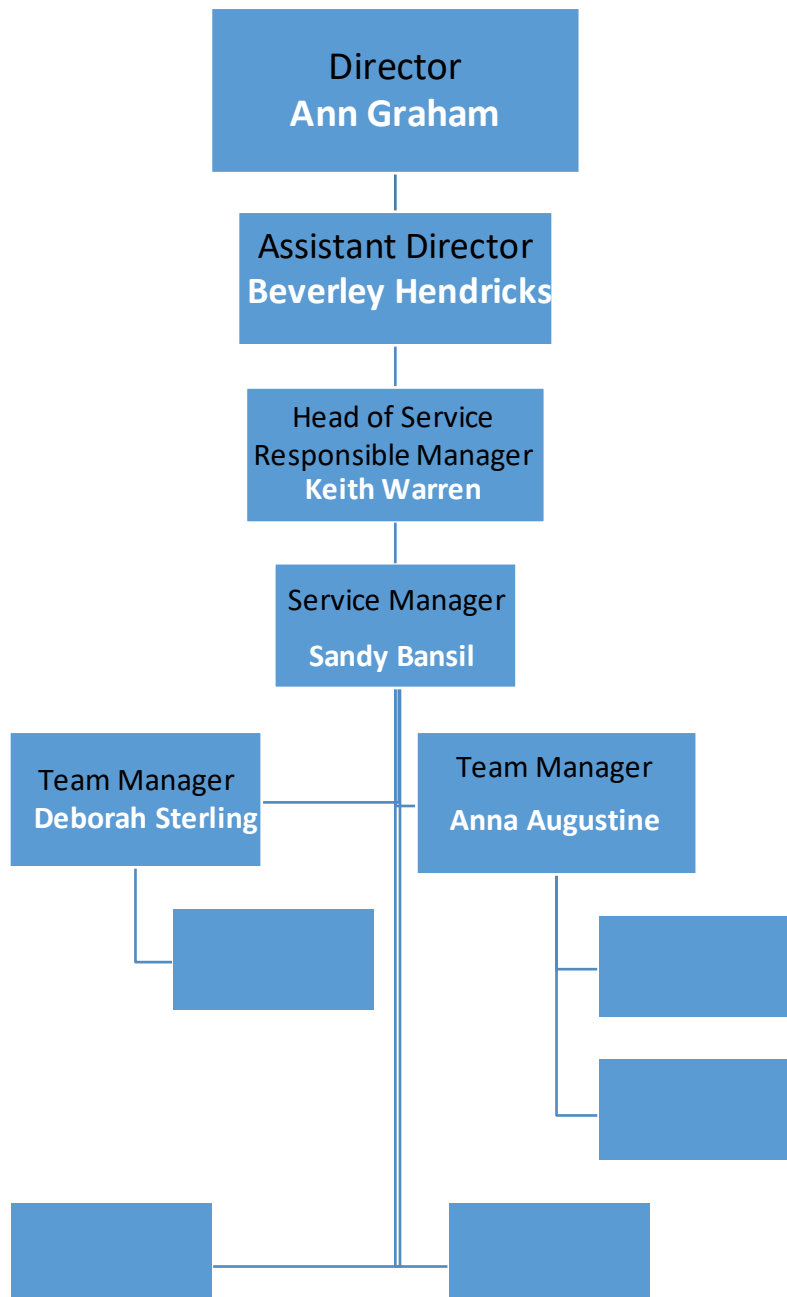 Director
Ann Graham
Assistant Director
Beverley Hendricks
Head of Service
Responsible Manager
Keith Warren
Service Manager
Sandy Bansil
Team Manager
Deborah Sterling
Team Manager
Anna Augustine